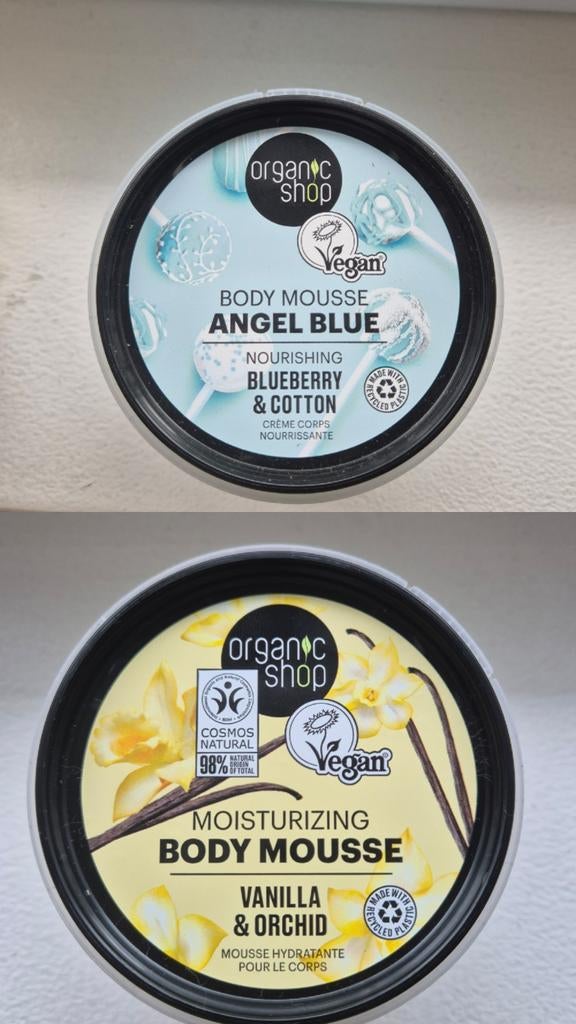 organic
shop
Vegan
BODY MOUSSE
ANGEL BLUE
NOURISHING
BLUEBERRY
& COTTON
CRÈME CORPS
NOURRISSANTE
MADE WITH
RECYCLED PLASTIC
organic
shop
COSMOS
NATURAL
98% NATURAL
ORIGIN
OF TOTAL
Vegan
MOISTURIZING
BODY MOUSSE
VANILLA
& ORCHID
MADE WITH
RECYCLED PLASTIC
MOUSSE HYDRATANTE
POUR LE CORPS